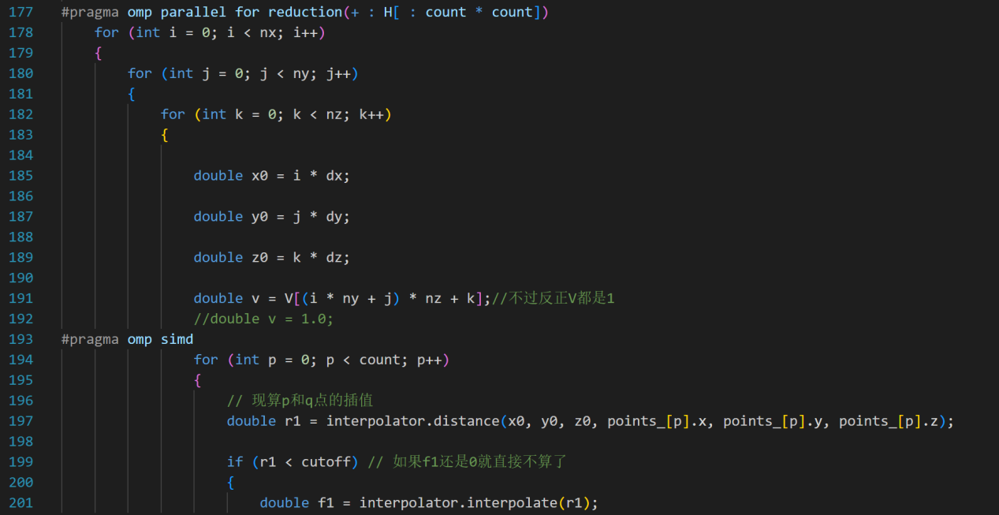 177 #pragma omp parallel for reduction(+ : H[ : count * count])
178 for (int i = 0; i < nx; i++)
179 {
180 for (int j = 0; j < ny; j++)
181 {
182 for (int k = 0; k < nz; k++)
183 {
184
185 double x0 = i * dx;
186
187 double y0 = j * dy;
188
189 double z0 = k * dz;
190
191 double v = V[(i * ny + j) * nz + k];//不过反正V都是1
192 //double v = 1.0;
193 #pragma omp simd
194 for (int p = 0; p < count; p++)
195 {
196 // 现算p和q点的插值
197 double r1 = interpolator.distance(x0, y0, z0, points_[p].x, points_[p].y, points_[p].z);
198
199 if (r1 < cutoff) // 如果f1还是0就直接不算了
200 {
201 double f1 = interpolator.interpolate(r1);